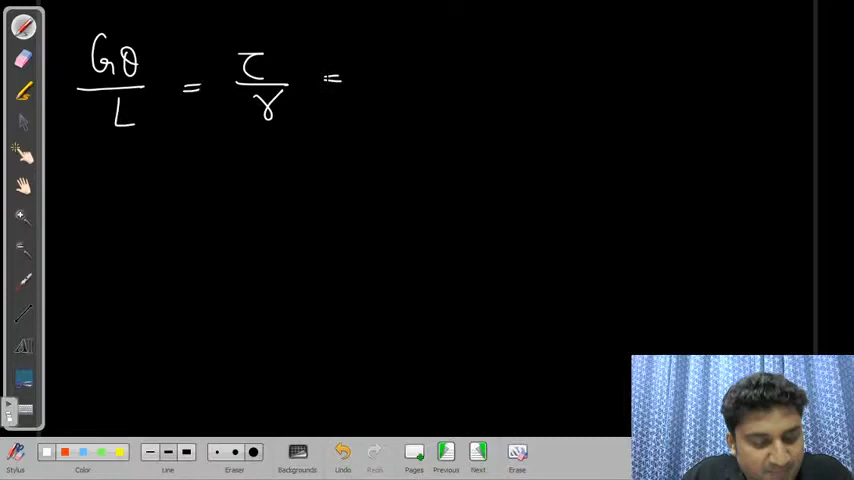 Gθ/L = τ/r =
Stylus Color Line Eraser Backgrounds Undo Redo Pages Previous Next Erase